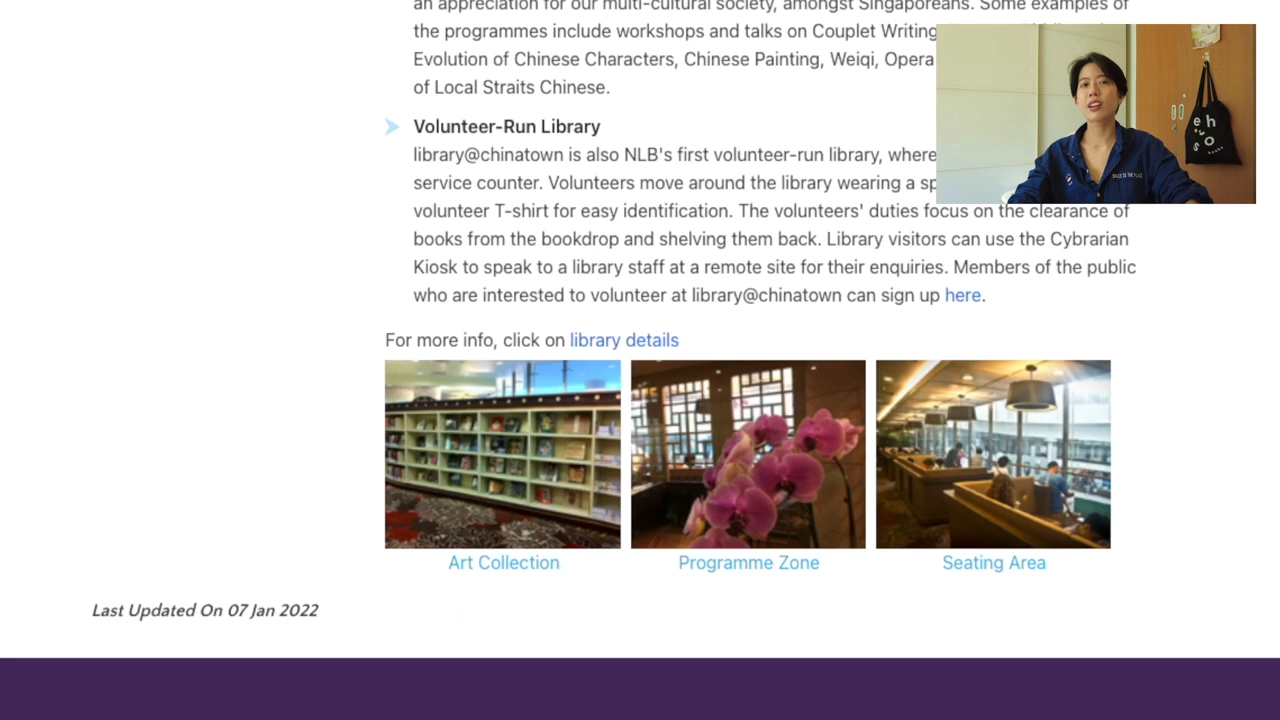 an appreciation for our multi-cultural society, amongst Singaporeans. Some examples of
the programmes include workshops and talks on Couplet Writing
Evolution of Chinese Characters, Chinese Painting, Weiqi, Opera
of Local Straits Chinese.
Volunteer-Run Library
library@chinatown is also NLB's first volunteer-run library, where
service counter. Volunteers move around the library wearing a
volunteer T-shirt for easy identification. The volunteers' duties focus on the clearance of
books from the bookdrop and shelving them back. Library visitors can use the Cybrarian
Kiosk to speak to a library staff at a remote site for their enquiries. Members of the public
who are interested to volunteer at library@chinatown can sign up here.
For more info, click on library details
Art Collection
Programme Zone
Seating Area
Last Updated On 07 Jan 2022
SPACE IS THE PLACE